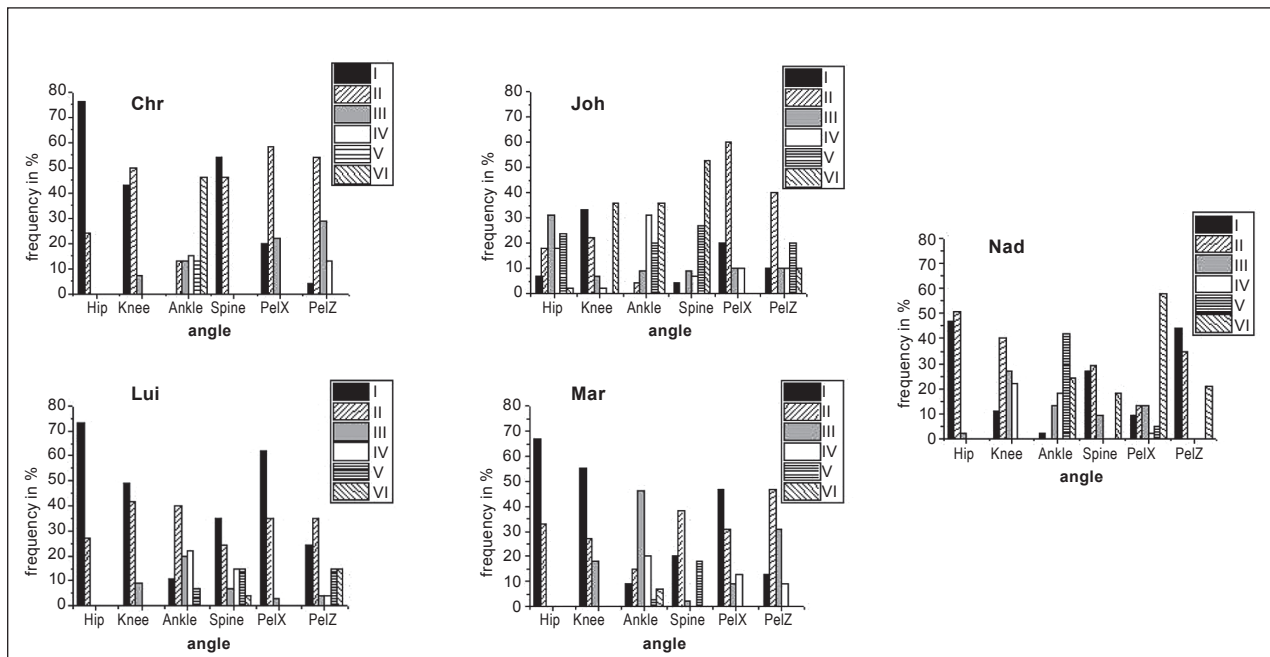 Chr
frequency in %
80
70
60
50
40
30
20
10
0
Hip Knee Ankle Spine PelX PelZ
angle
I
II
III
IV
V
VI
Joh
frequency in %
80
70
60
50
40
30
20
10
0
Hip Knee Ankle Spine PelX PelZ
angle
I
II
III
IV
V
VI
Nad
frequency in %
80
70
60
50
40
30
20
10
0
Hip Knee Ankle Spine PelX PelZ
angle
I
II
III
IV
V
VI
Lui
frequency in %
80
70
60
50
40
30
20
10
0
Hip Knee Ankle Spine PelX PelZ
angle
I
II
III
IV
V
VI
Mar
frequency in %
80
70
60
50
40
30
20
10
0
Hip Knee Ankle Spine PelX PelZ
angle
I
II
III
IV
V
VI